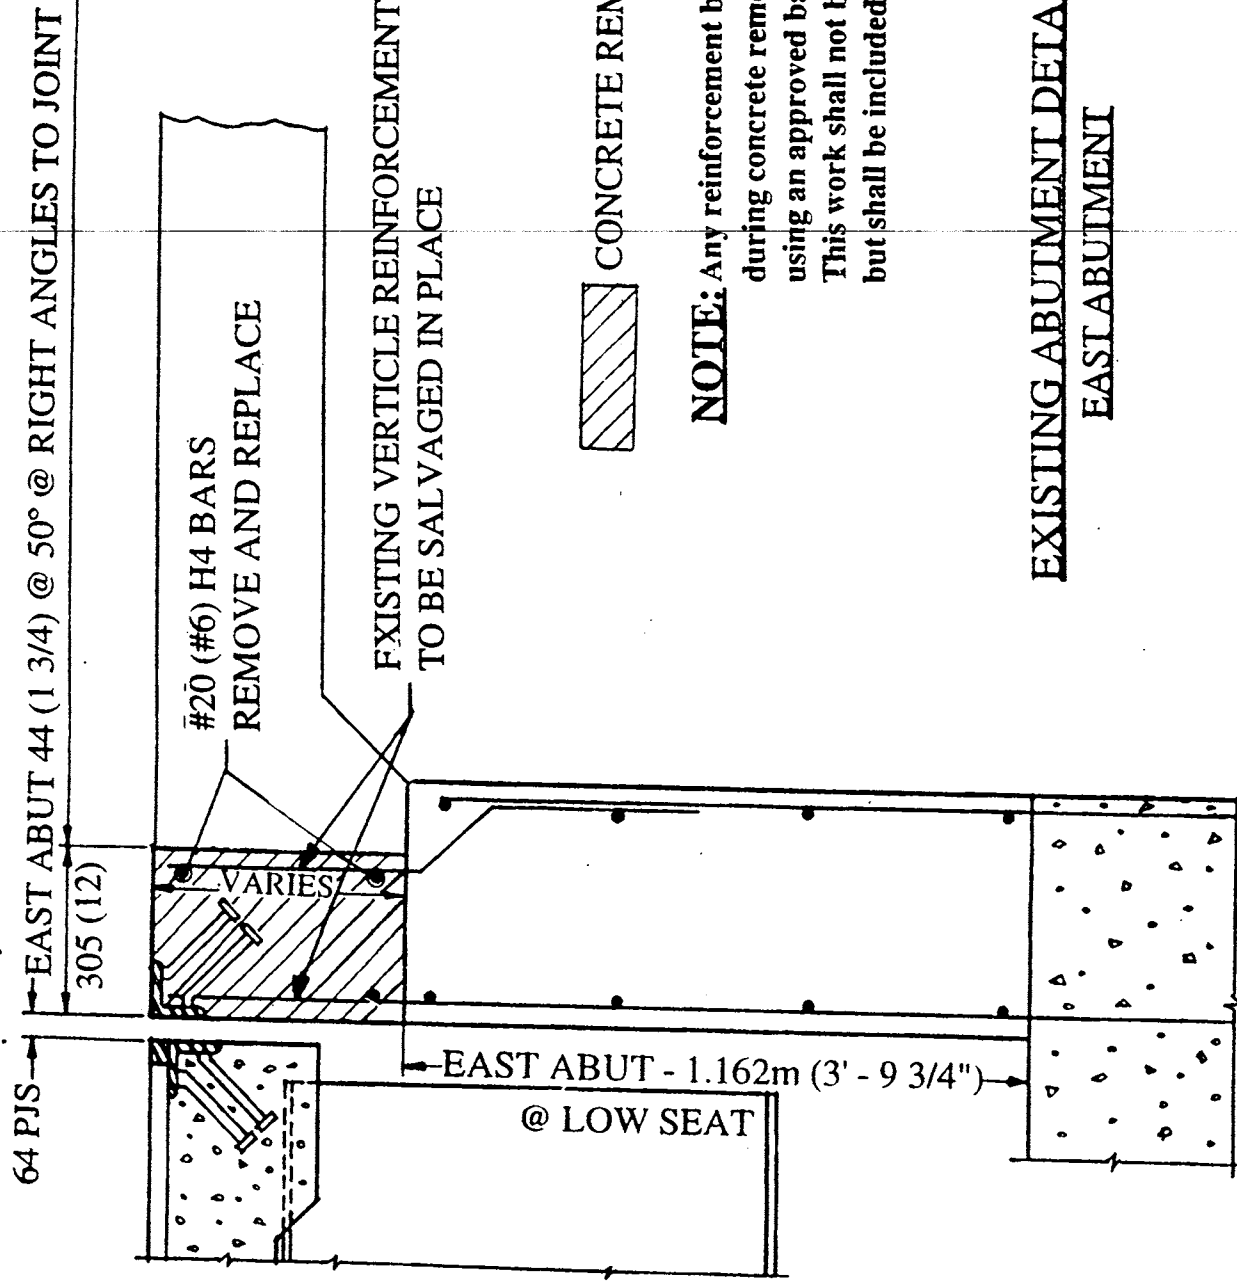 64 PJS
EAST ABUT 44 (1 3/4) @ 50° @ RIGHT ANGLES TO JOINT
305 (12)
#20 (#6) H4 BARS
REMOVE AND REPLACE
VARIES
EXISTING VERTICLE REINFORCEMENT
TO BE SALVAGED IN PLACE
EAST ABUT - 1.162m (3' - 9 3/4")
@ LOW SEAT
CONCRETE REM
NOTE: Any reinforcement b
during concrete rem
using an approved ba
This work shall not b
but shall be included
EXISTING ABUTMENT DETA
EAST ABUTMENT